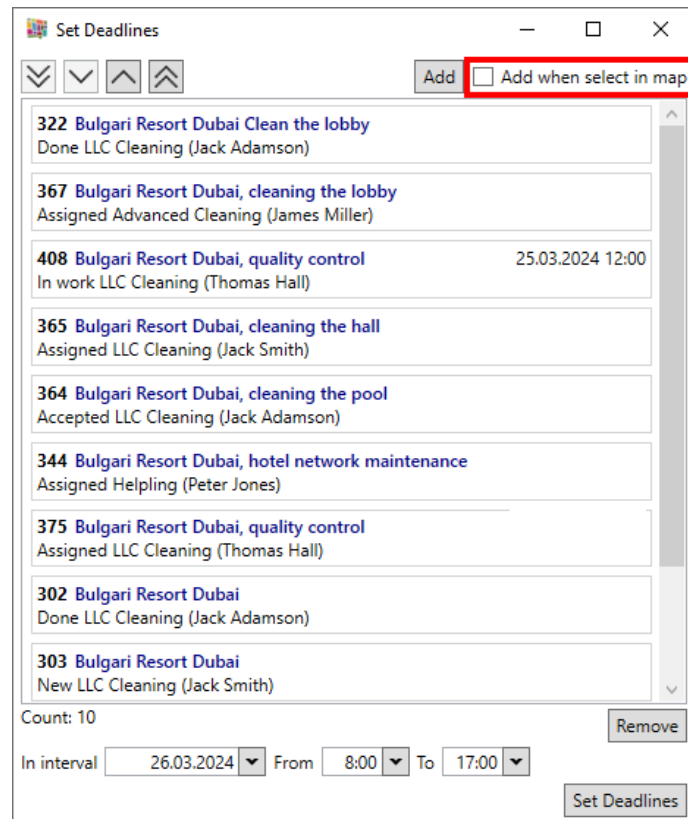 Set Deadlines
Add Add when select in map
322 Bulgari Resort Dubai Clean the lobby
Done LLC Cleaning (Jack Adamson)
367 Bulgari Resort Dubai, cleaning the lobby
Assigned Advanced Cleaning (James Miller)
408 Bulgari Resort Dubai, quality control 25.03.2024 12:00
In work LLC Cleaning (Thomas Hall)
365 Bulgari Resort Dubai, cleaning the hall
Assigned LLC Cleaning (Jack Smith)
364 Bulgari Resort Dubai, cleaning the pool
Accepted LLC Cleaning (Jack Adamson)
344 Bulgari Resort Dubai, hotel network maintenance
Assigned Helpling (Peter Jones)
375 Bulgari Resort Dubai, quality control
Assigned LLC Cleaning (Thomas Hall)
302 Bulgari Resort Dubai
Done LLC Cleaning (Jack Adamson)
303 Bulgari Resort Dubai
New LLC Cleaning (Jack Smith)
Count: 10
Remove
In interval 26.03.2024 From 8:00 To 17:00
Set Deadlines